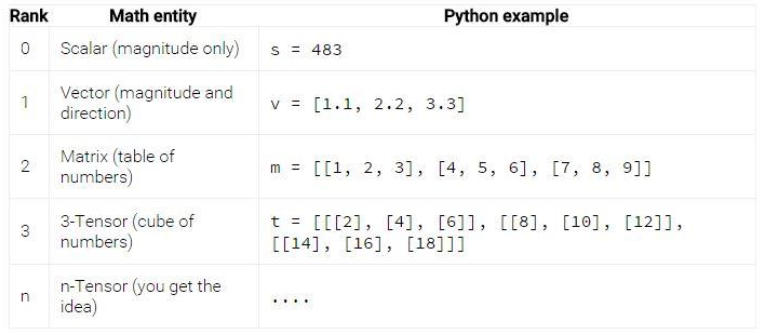 Rank Math entity Python example
0 Scalar (magnitude only) s = 483
1 Vector (magnitude and direction) v = [1.1, 2.2, 3.3]
2 Matrix (table of numbers) m = [[1, 2, 3], [4, 5, 6], [7, 8, 9]]
3 3-Tensor (cube of numbers) t = [[[2], [4], [6]], [[8], [10], [12]], [[14], [16], [18]]]
n n-Tensor (you get the idea) ....